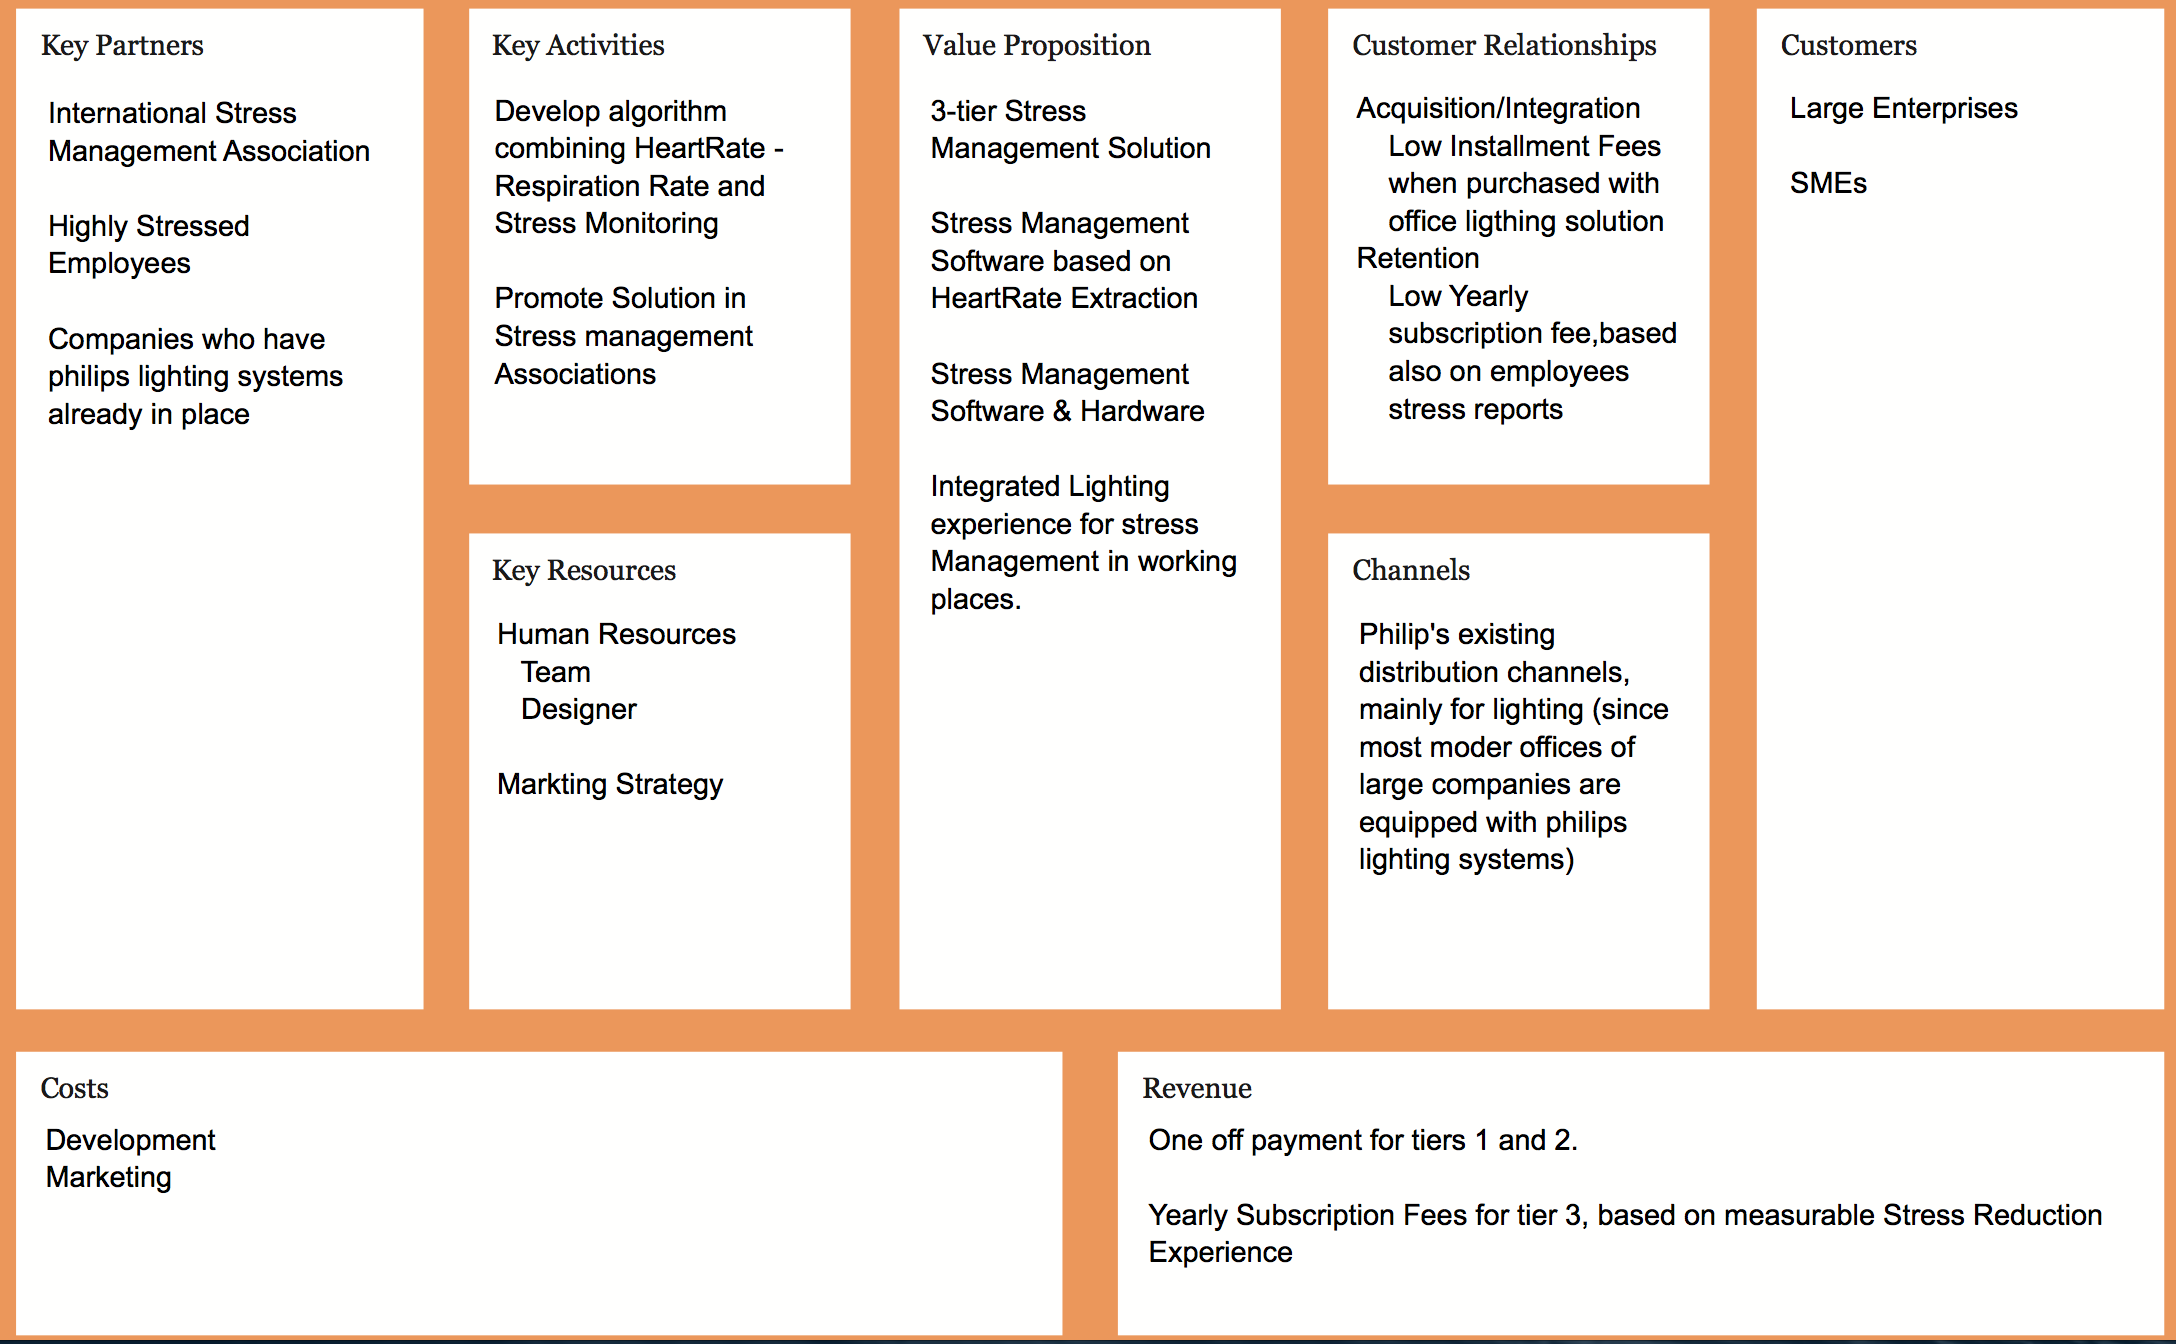 Key Partners
International Stress
Management Association
Highly Stressed
Employees
Companies who have
philips lighting systems
already in place
Key Activities
Develop algorithm
combining HeartRate -
Respiration Rate and
Stress Monitoring
Promote Solution in
Stress management
Associations
Key Resources
Human Resources
Team
Designer
Markting Strategy
Value Proposition
3-tier Stress
Management Solution
Stress Management
Software based on
HeartRate Extraction
Stress Management
Software & Hardware
Integrated Lighting
experience for stress
Management in working
places.
Customer Relationships
Acquisition/Integration
Low Installment Fees
when purchased with
office ligthing solution
Retention
Low Yearly
subscription fee,based
also on employees
stress reports
Channels
Philip's existing
distribution channels,
mainly for lighting (since
most moder offices of
large companies are
equipped with philips
lighting systems)
Customers
Large Enterprises
SMEs
Costs
Development
Marketing
Revenue
One off payment for tiers 1 and 2.
Yearly Subscription Fees for tier 3, based on measurable Stress Reduction
Experience